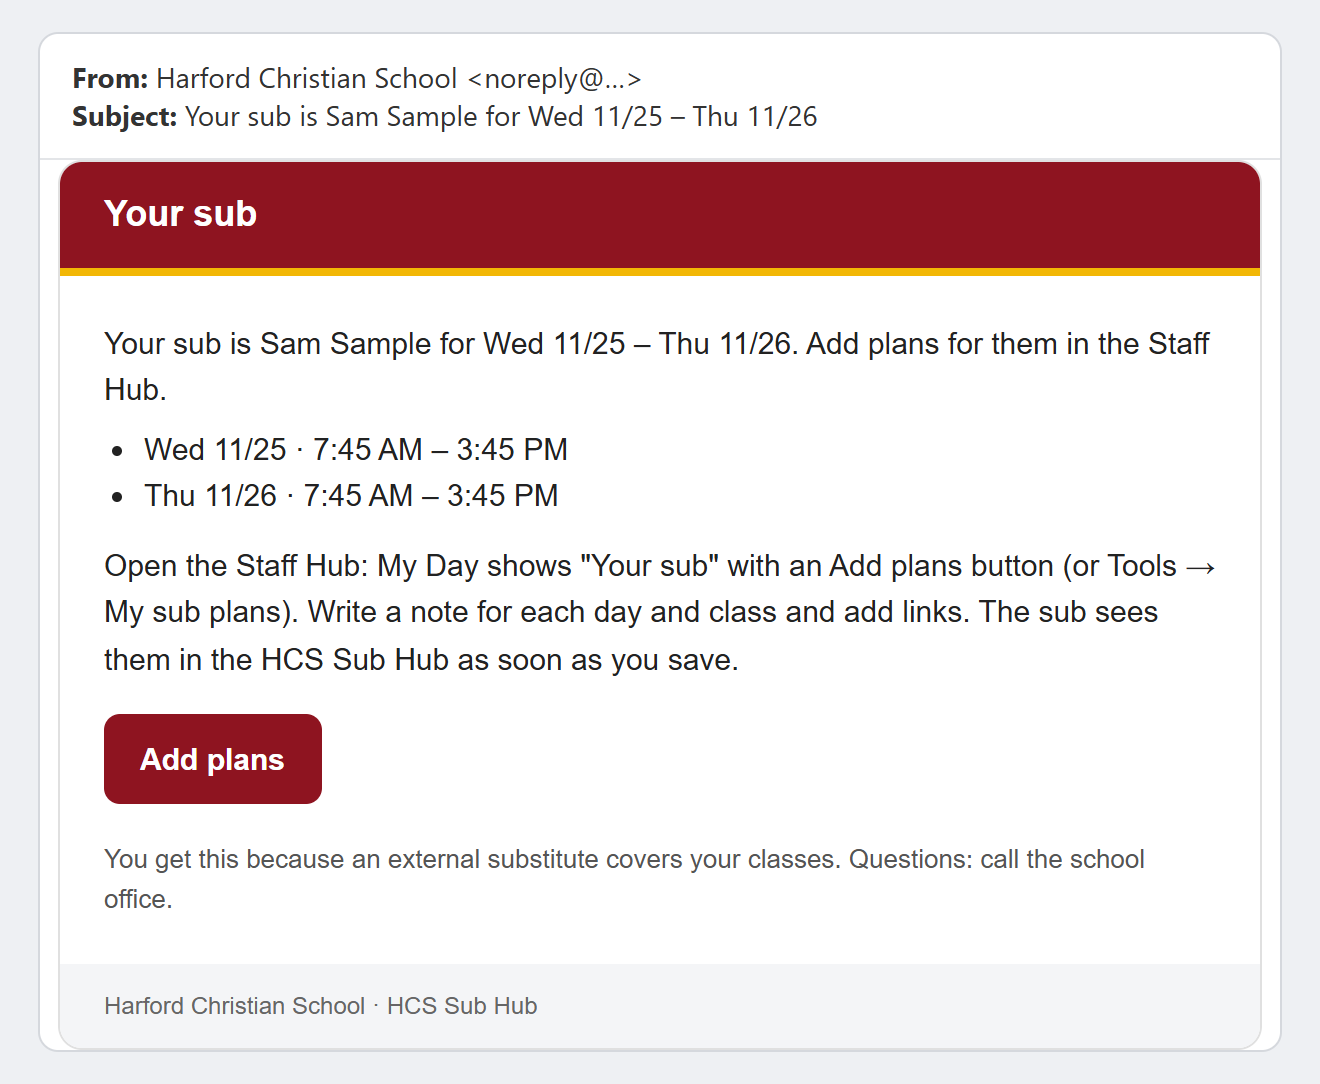 From: Harford Christian School <noreply@...>
Subject: Your sub is Sam Sample for Wed 11/25 – Thu 11/26
Your sub
Your sub is Sam Sample for Wed 11/25 – Thu 11/26. Add plans for them in the Staff
Hub.
• Wed 11/25 · 7:45 AM – 3:45 PM
• Thu 11/26 · 7:45 AM – 3:45 PM
Open the Staff Hub: My Day shows "Your sub" with an Add plans button (or Tools →
My sub plans). Write a note for each day and class and add links. The sub sees
them in the HCS Sub Hub as soon as you save.
Add plans
You get this because an external substitute covers your classes. Questions: call the school
office.
Harford Christian School · HCS Sub Hub